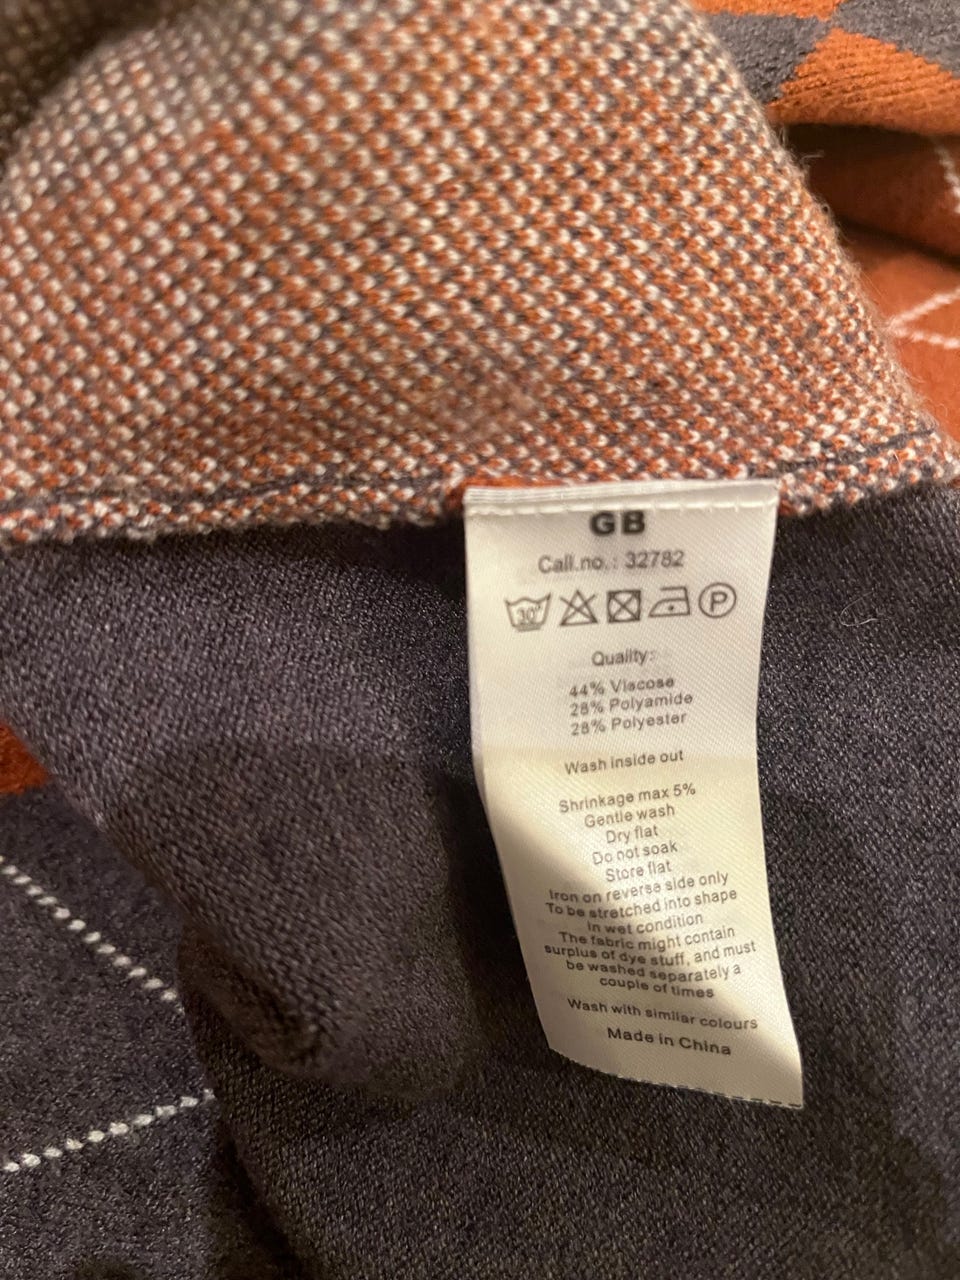 GB
Call.no.: 32782
30°
P
Quality:
44% Viscose
28% Polyamide
28% Polyester
Wash inside out
Shrinkage max 5%
Gentle wash
Dry flat
Do not soak
Store flat
Iron on reverse side only
To be stretched into shape
in wet condition
The fabric might contain
surplus of dye stuff, and must
be washed separately a
couple of times
Wash with similar colours
Made in China